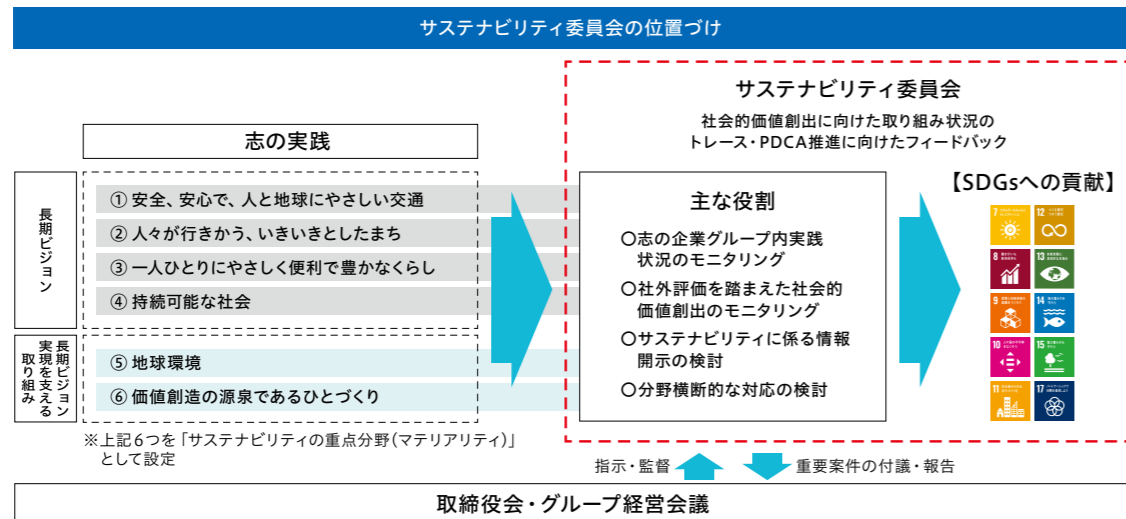 サステナビリティ委員会の位置づけ
志の実践
長期ビジョン
① 安全、安心で、人と地球にやさしい交通
② 人々が行きかう、いきいきとしたまち
③ 一人ひとりにやさしく便利で豊かなくらし
④ 持続可能な社会
長期ビジョン
実現を支える
取り組み
⑤ 地球環境
⑥ 価値創造の源泉であるひとづくり
※上記6つを「サステナビリティの重点分野(マテリアリティ)」
として設定
サステナビリティ委員会
社会的価値創出に向けた取り組み状況の
トレース・PDCA推進に向けたフィードバック
主な役割
○志の企業グループ内実践
状況のモニタリング
○社外評価を踏まえた社会的
価値創出のモニタリング
○サステナビリティに係る情報
開示の検討
○分野横断的な対応の検討
【SDGsへの貢献】
7
12
8
13
9
14
10
15
11
17
指示・監督
重要案件の付議・報告
取締役会・グループ経営会議